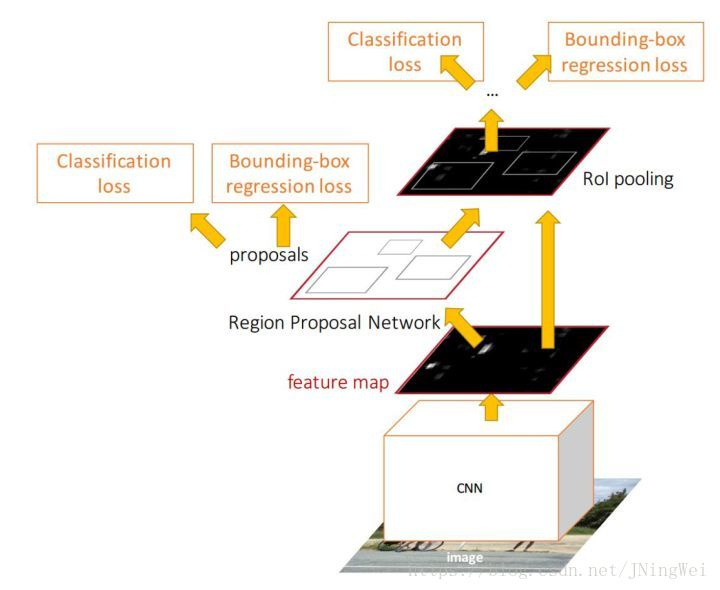 Classification
loss
Bounding-box
regression loss
...
Classification
loss
Bounding-box
regression loss
RoI pooling
proposals
Region Proposal Network
feature map
CNN
image
https://blog.csdn.net/JNingWei